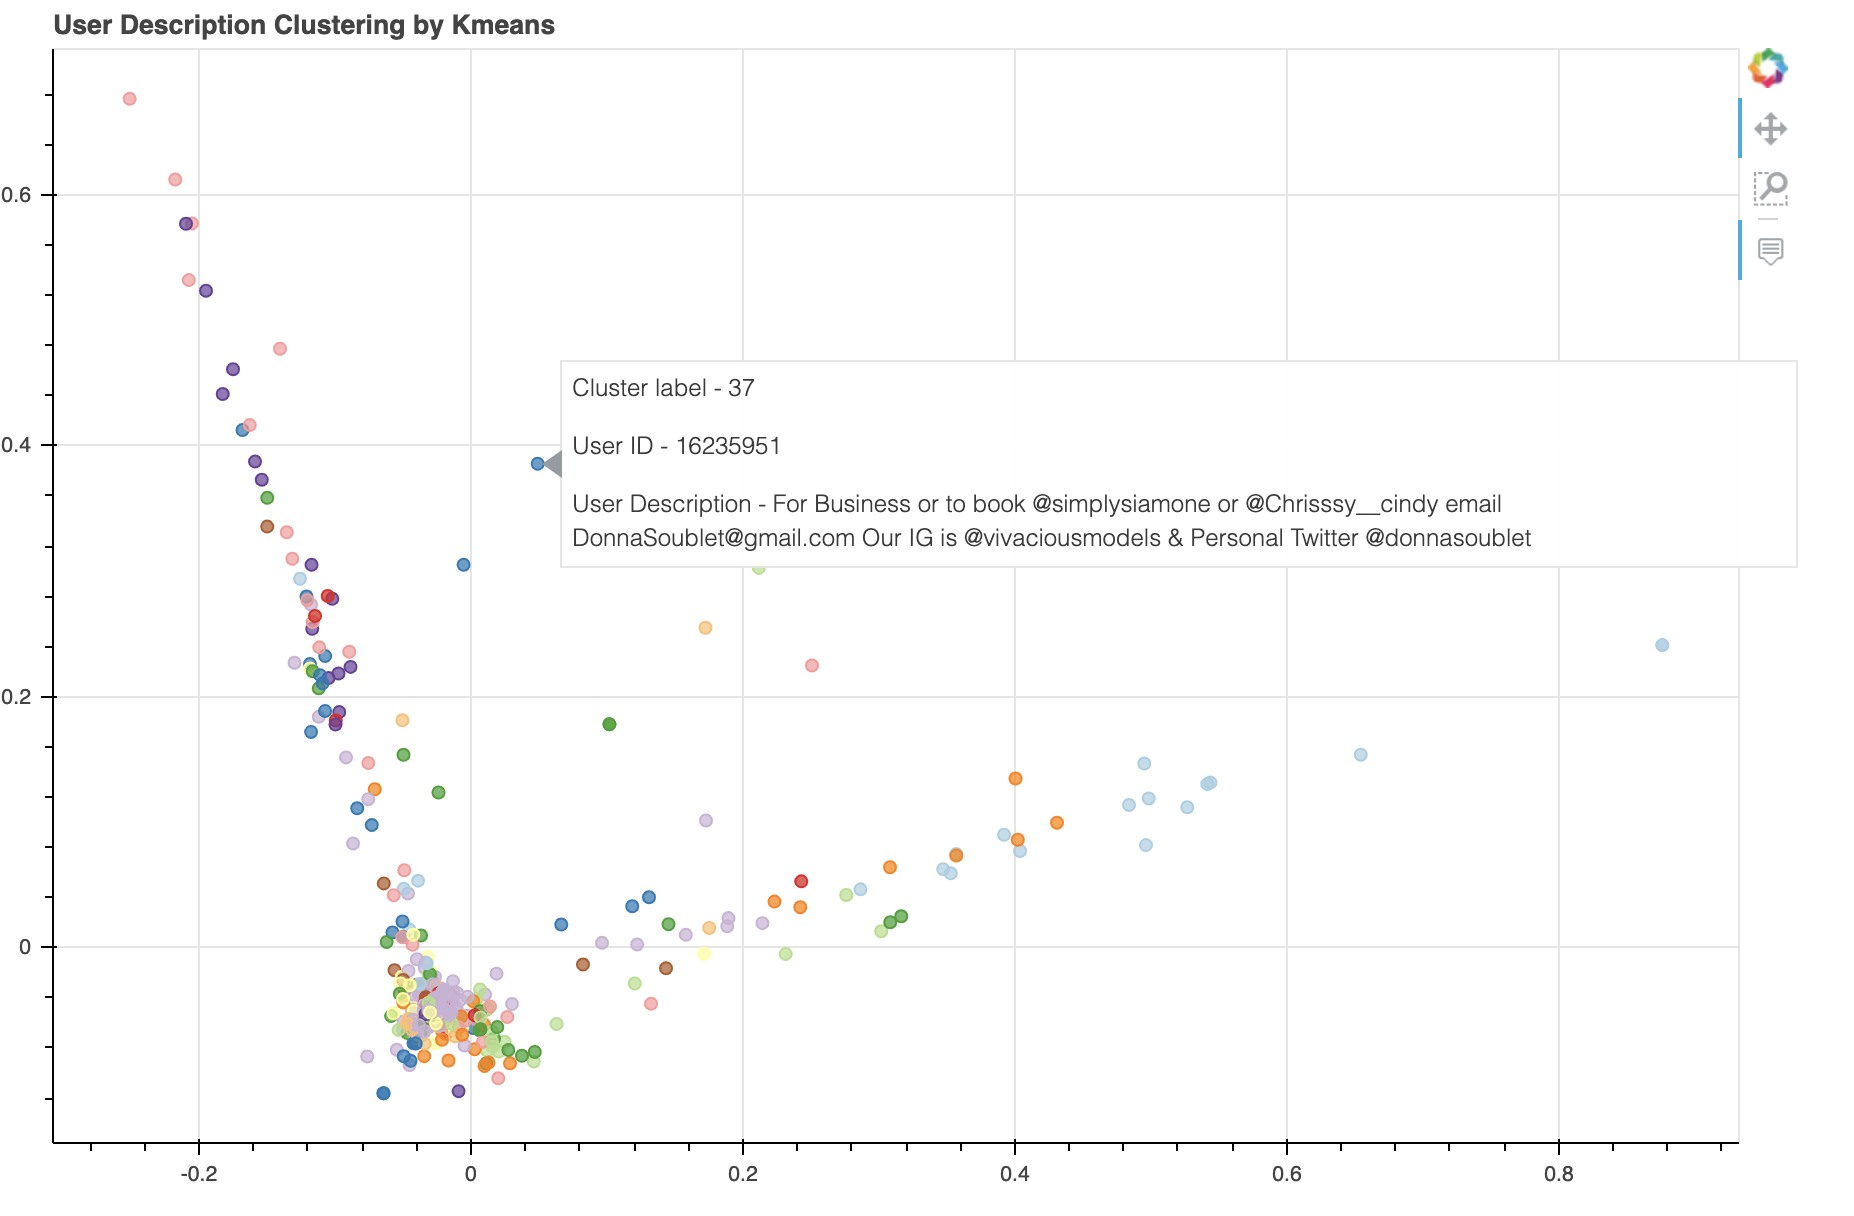 User Description Clustering by Kmeans
0.6
0.4
0.2
0
-0.2 0 0.2 0.4 0.6 0.8
Cluster label - 37
User ID - 16235951
User Description - For Business or to book @simplysiamone or @Chrisssy__cindy email
DonnaSoublet@gmail.com Our IG is @vivaciousmodels & Personal Twitter @donnasoublet